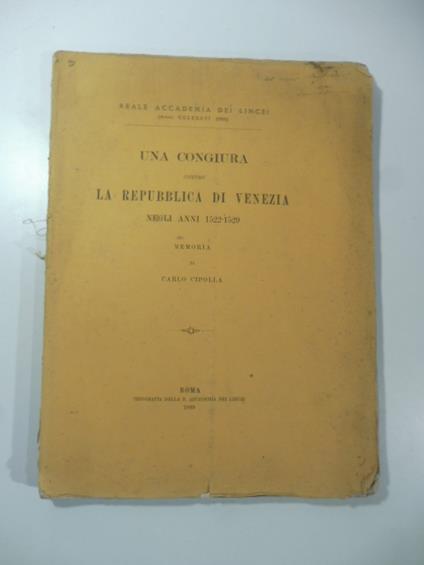 REALE ACCADEMIA DEI LINCEI
UNA CONGIURA
CONTRO
LA REPUBBLICA DI VENEZIA
NEGLI ANNI 1522-1529
MEMORIA
DI
CARLO CIPOLLA
ROMA
TIPOGRAFIA DELLA R. ACCADEMIA DEI LINCEI